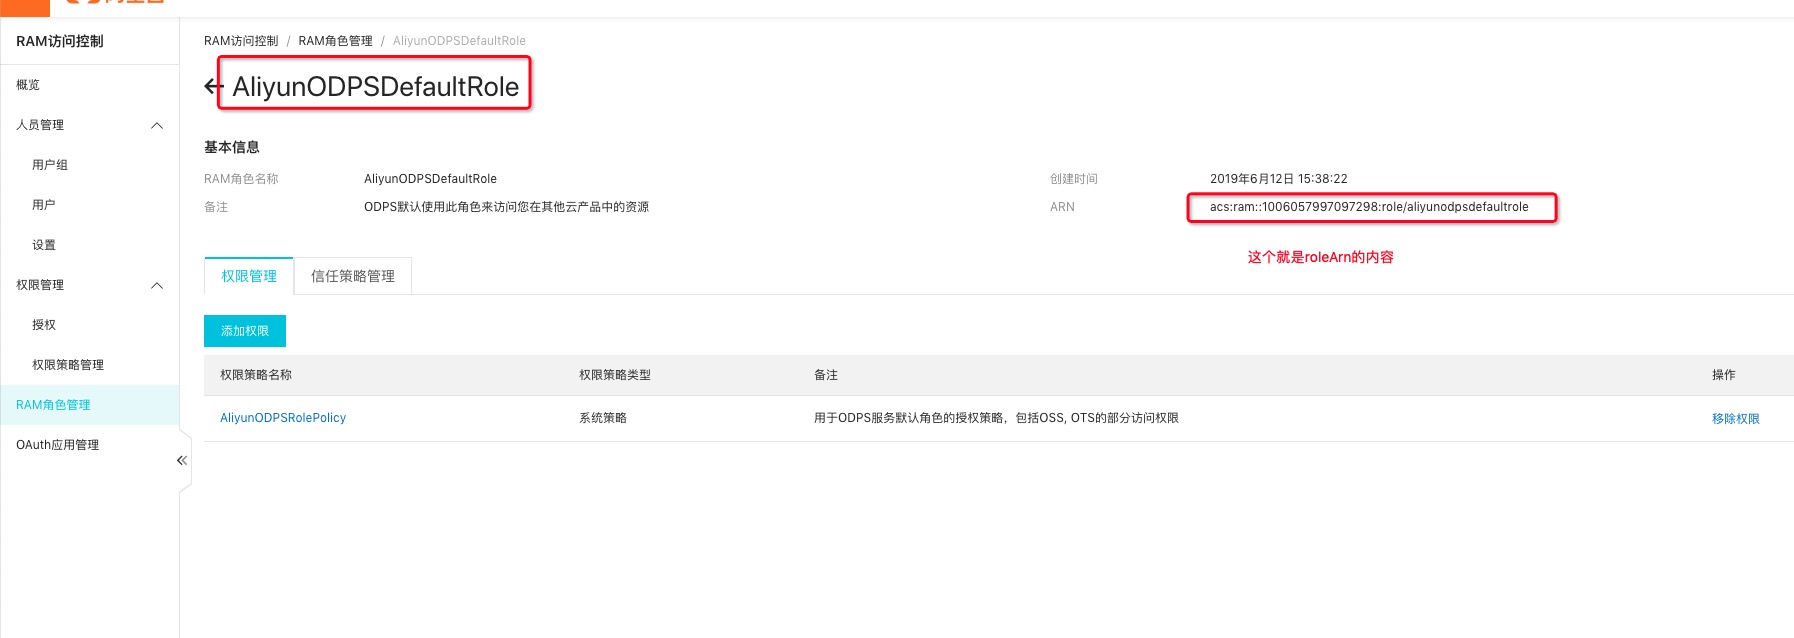 RAM访问控制
概览
人员管理
用户组
用户
设置
权限管理
授权
权限策略管理
RAM角色管理
OAuth应用管理
RAM访问控制 / RAM角色管理 / AliyunODPSDefaultRole
AliyunODPSDefaultRole
基本信息
RAM角色名称 AliyunODPSDefaultRole 创建时间 2019年6月12日 15:38:22
备注 ODPS默认使用此角色来访问您在其他云产品中的资源 ARN acs:ram::1006057997097298:role/aliyunodpsdefaultrole
这个就是roleArn的内容
权限管理 信任策略管理
添加权限
权限策略名称 权限策略类型 备注 操作
AliyunODPSRolePolicy 系统策略 用于ODPS服务默认角色的授权策略，包括OSS, OTS的部分访问权限 移除权限